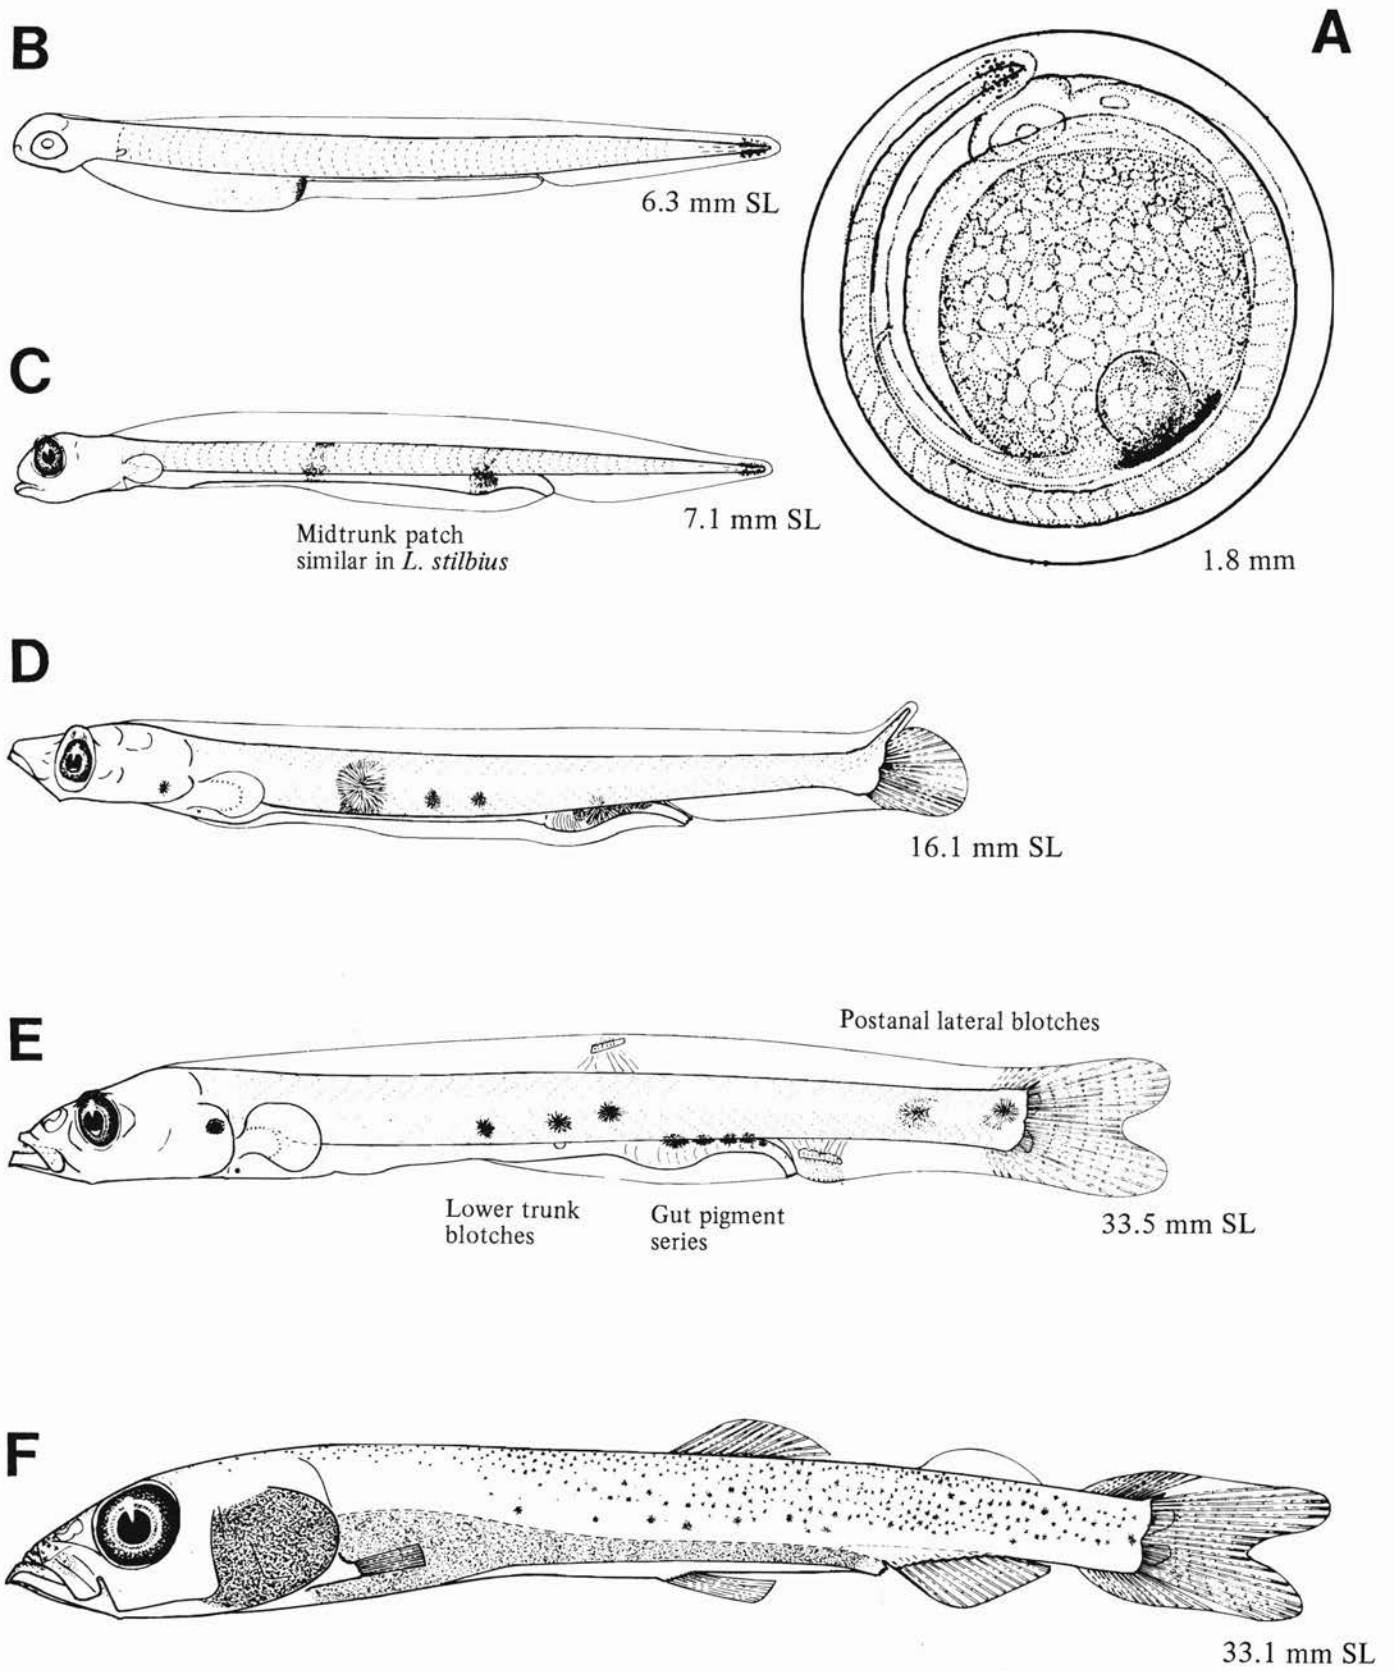 B
A
6.3 mm SL
C
7.1 mm SL
Midtrunk patch
similar in L. stilbius
1.8 mm
D
16.1 mm SL
E
Postanal lateral blotches
Lower trunk
blotches
Gut pigment
series
33.5 mm SL
F
33.1 mm SL